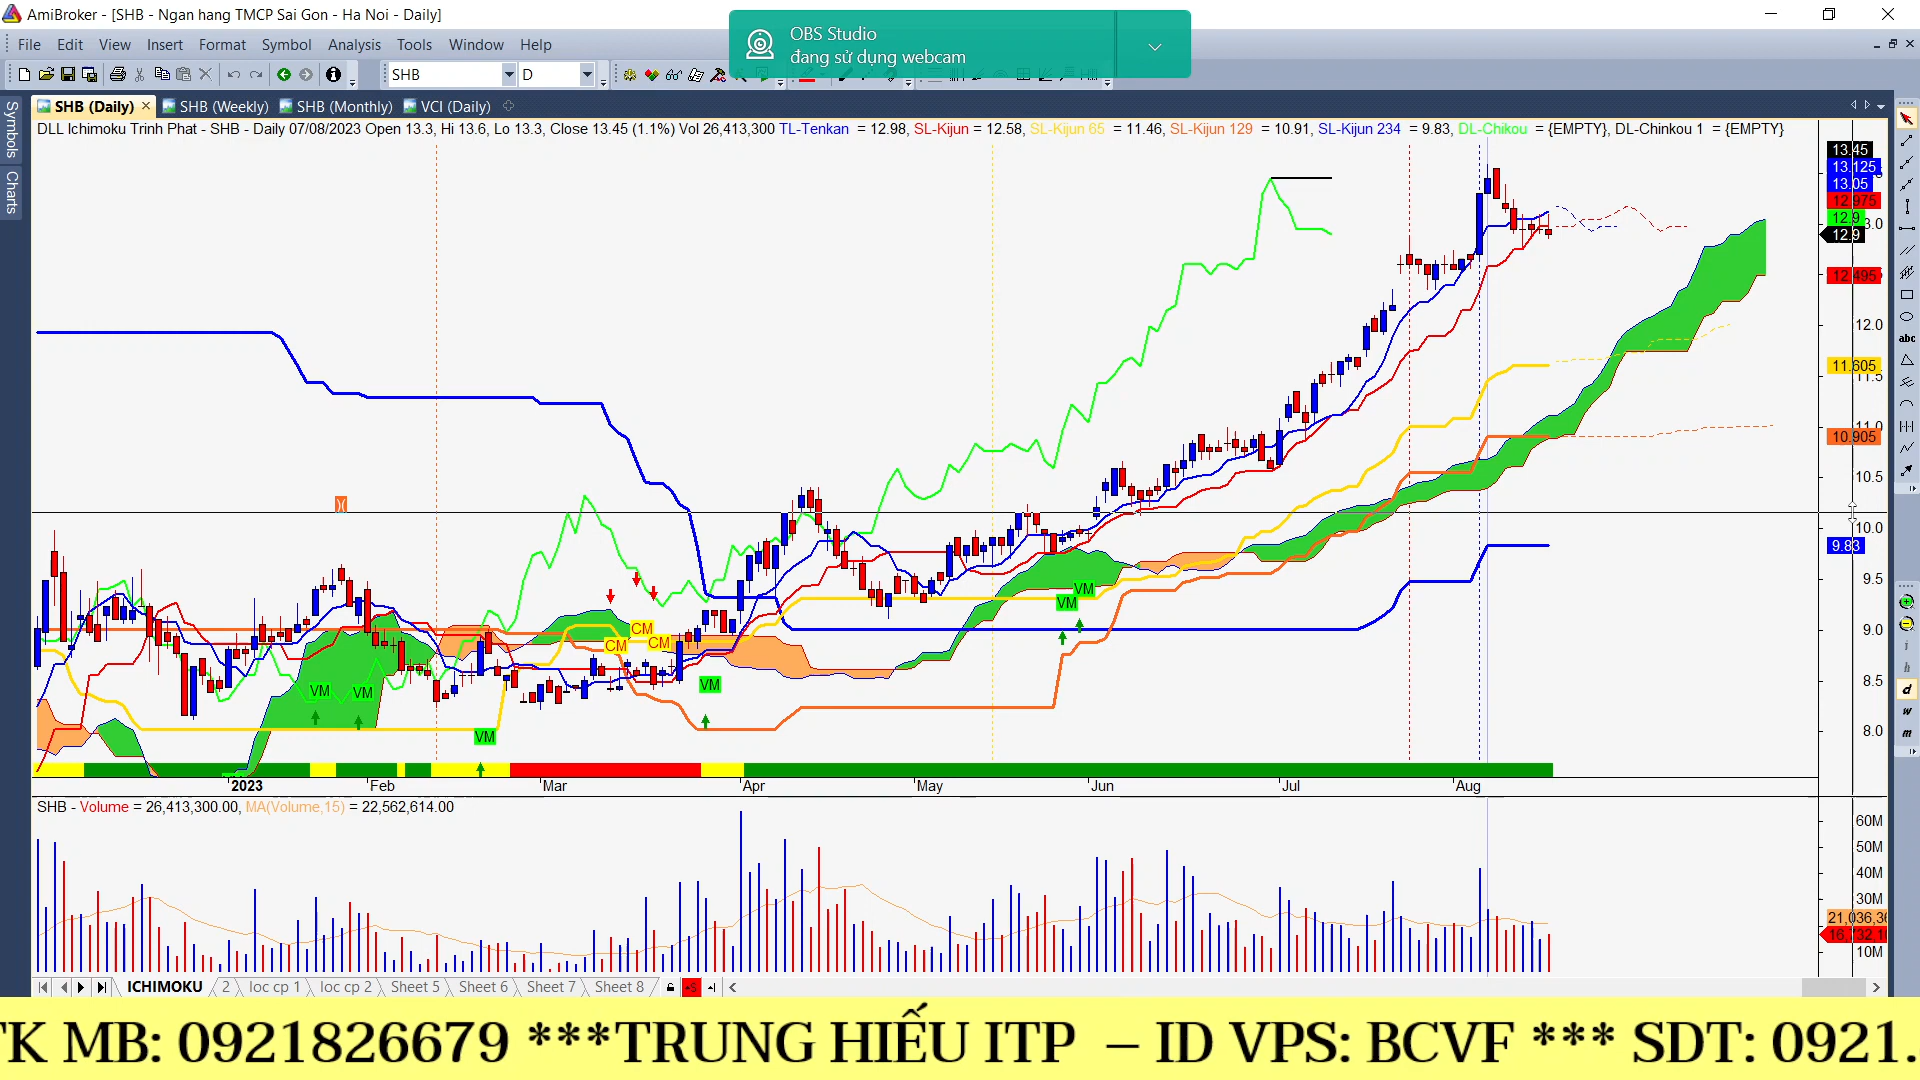 AmiBroker - [SHB - Ngan hang TMCP Sai Gon - Ha Noi - Daily]
OBS Studio
đang sử dụng webcam
File Edit View Insert Format Symbol Analysis Tools Window Help
SHB D
Symbols
Charts
SHB (Daily) SHB (Weekly) SHB (Monthly) VCI (Daily)
DLL Ichimoku Trinh Phat - SHB - Daily 07/08/2023 Open 13.3, Hi 13.6, Lo 13.3, Close 13.45 (1.1%) Vol 26,413,300 TL-Tenkan = 12.98, SL-Kijun = 12.58, SL-Kijun 65 = 11.46, SL-Kijun 129 = 10.91, SL-Kijun 234 = 9.83, DL-Chikou = {EMPTY}, DL-Chinkou 1 = {EMPTY}
13.45
13.125
13.05
12.975
12.9
12.9
12.495
12.0
11.605
11.5
10.905
10.5
10.0
9.83
9.5
9.0
8.5
8.0
CM
CM CM
VM
VM
VM VM
VM
VM
2023 Feb Mar Apr May Jun Jul Aug
SHB - Volume = 26,413,300.00, MA(Volume,15) = 22,562,614.00
60M
50M
40M
30M
10M
abc
d
w
m
ICHIMOKU 2 loc cp 1 loc cp 2 Sheet 5 Sheet 6 Sheet 7 Sheet 8
TK MB: 0921826679 ***TRUNG HIẾU ITP – ID VPS: BCVF *** SDT: 0921.